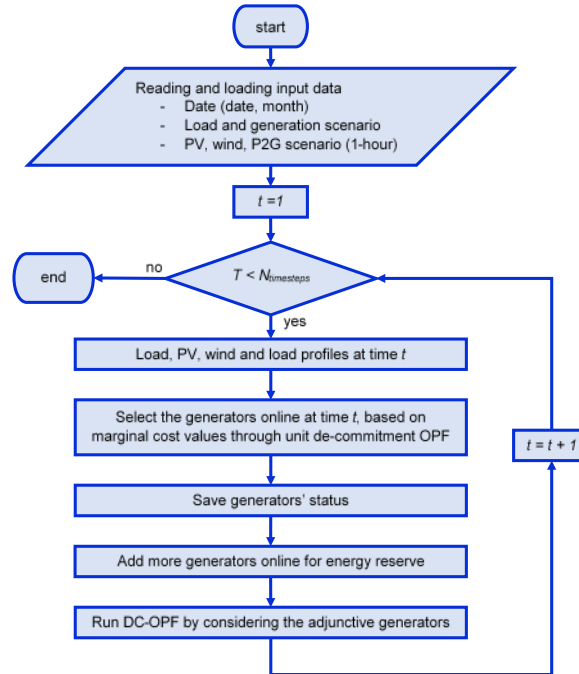 start
Reading and loading input data
- Date (date, month)
- Load and generation scenario
- PV, wind, P2G scenario (1-hour)
t =1
end
no
T < Ntimesteps
yes
Load, PV, wind and load profiles at time t
Select the generators online at time t, based on
marginal cost values through unit de-commitment OPF
t = t + 1
Save generators' status
Add more generators online for energy reserve
Run DC-OPF by considering the adjunctive generators